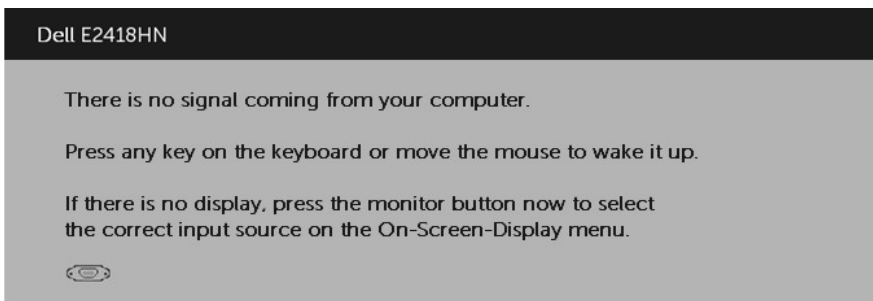 Dell E2418HN
There is no signal coming from your computer.
Press any key on the keyboard or move the mouse to wake it up.
If there is no display, press the monitor button now to select
the correct input source on the On-Screen-Display menu.